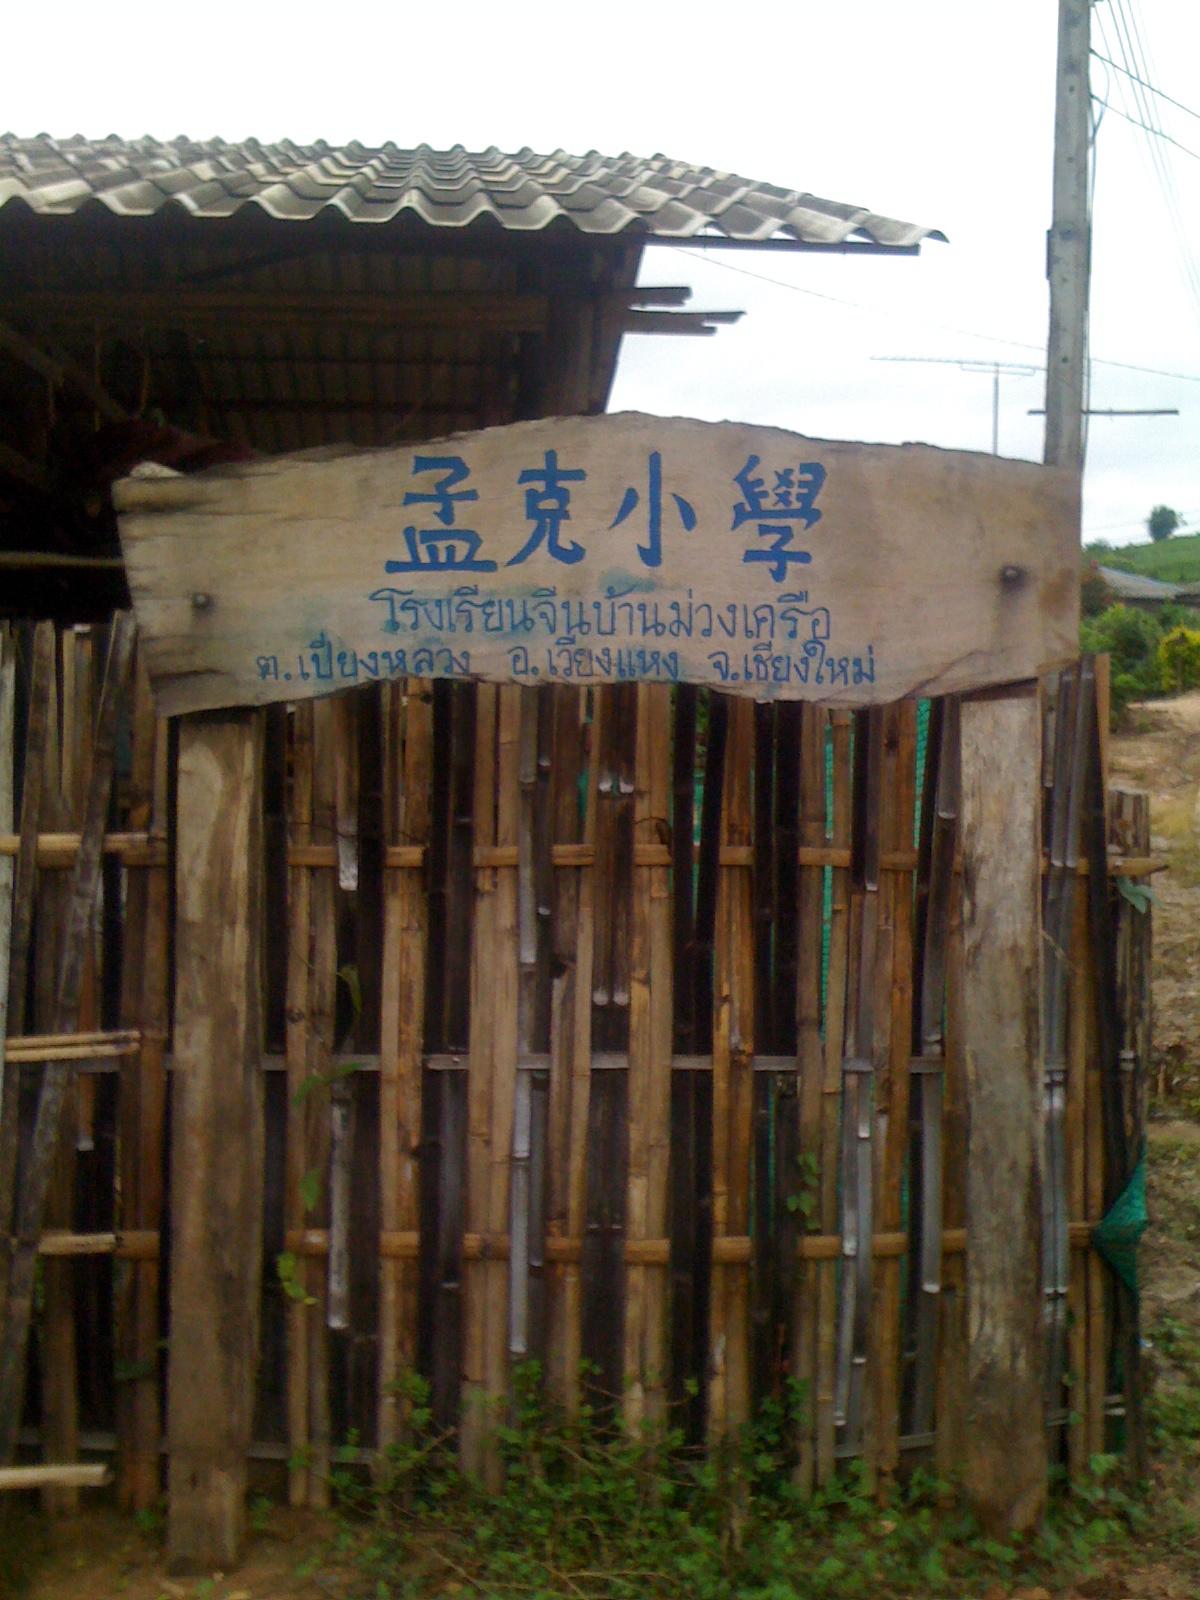 孟克小學
โรงเรียนจีนบ้านม่วงเครือ
ต.เปียงหลวง อ.เวียงแหง จ.เชียงใหม่